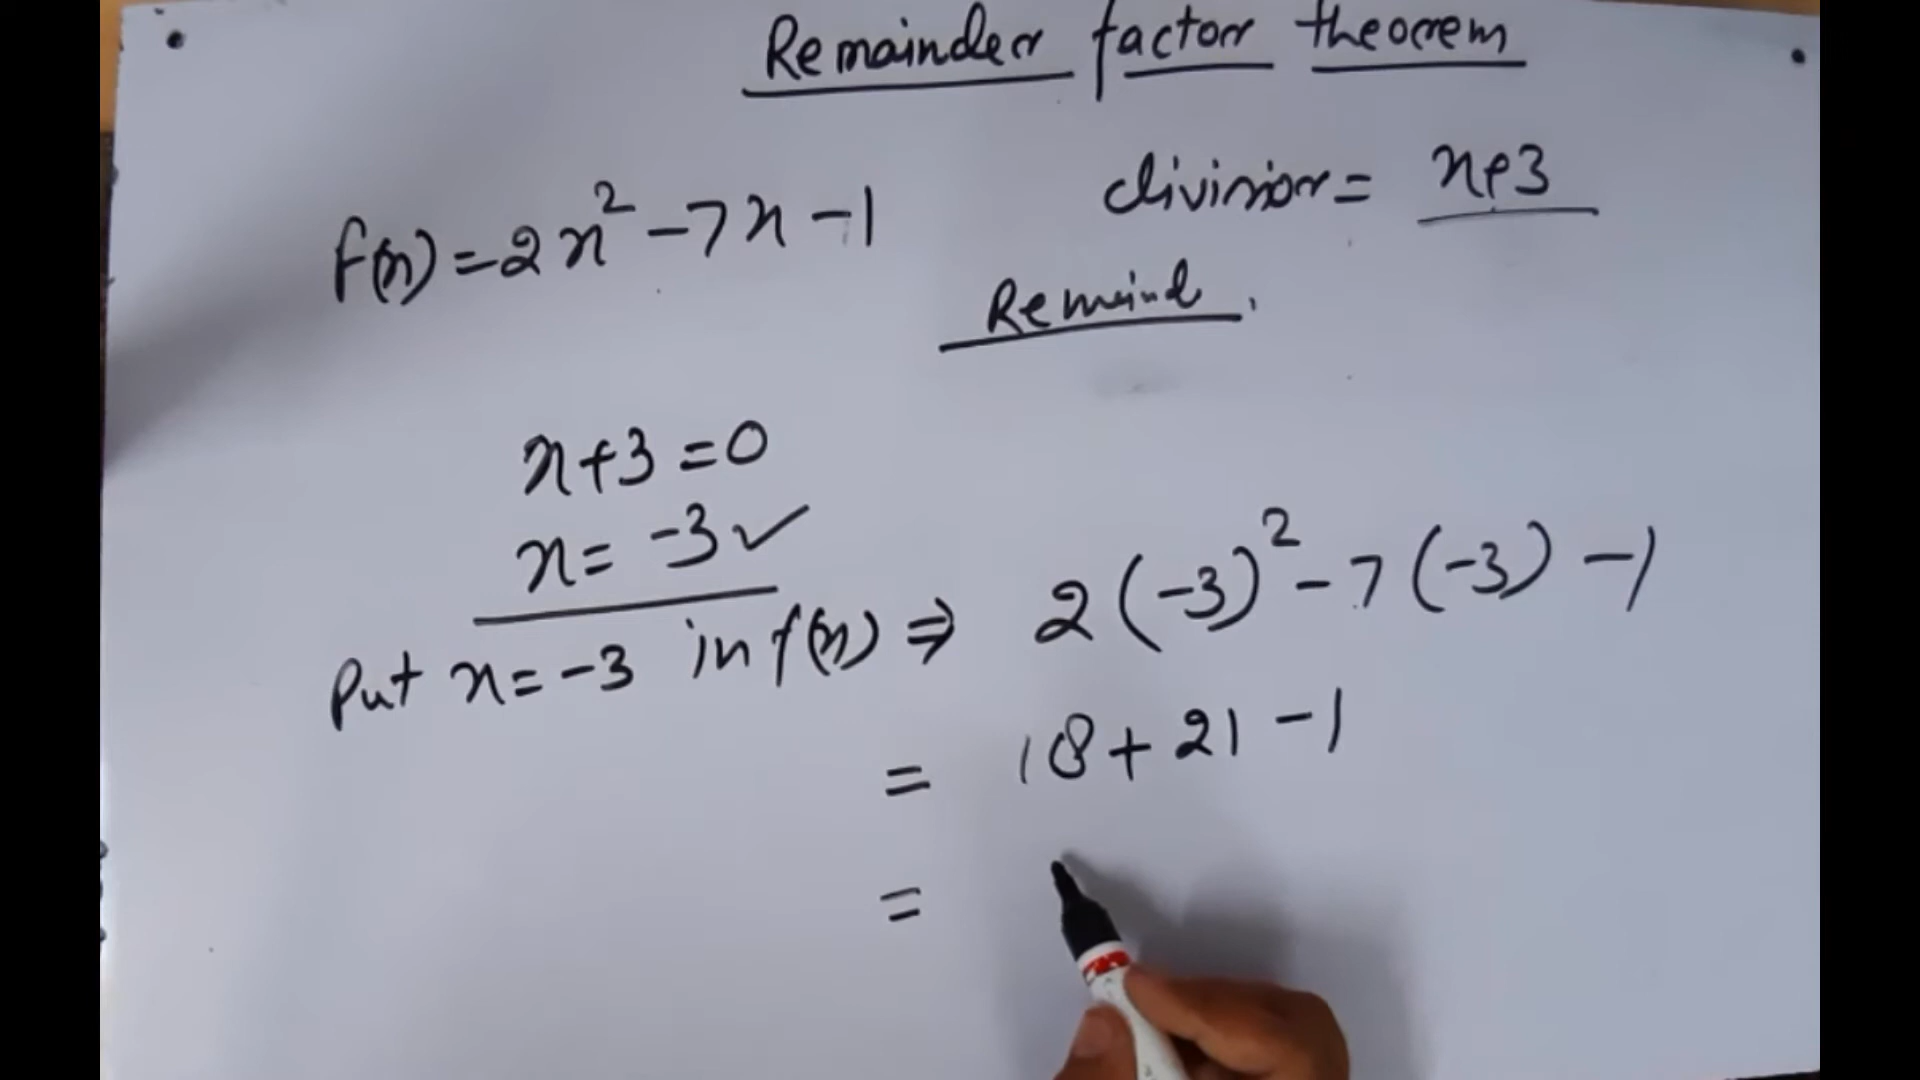 Remainder factor theorem
f(x) = 2x² - 7x - 1
division = x+3
Remaind.
x+3 = 0
x = -3 ✓
Put x = -3 in f(x) ⇒ 2(-3)² - 7(-3) - 1
= 18 + 21 - 1
=